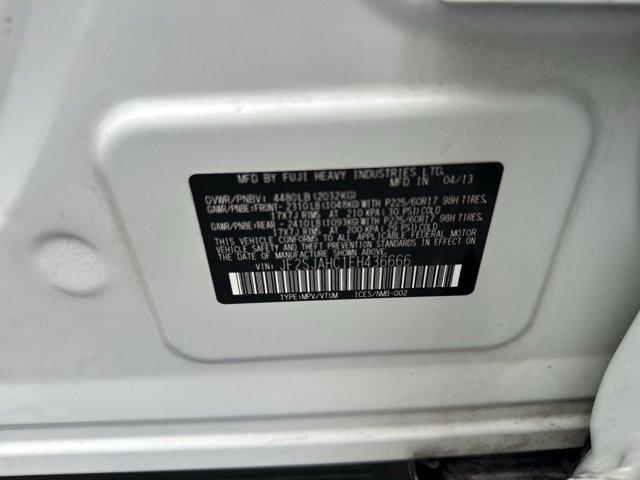 MFD BY FUJI HEAVY INDUSTRIES LTD.
MFD IN 04/13
GVWR/PNBV: 4480LB (2032KG)
GAWR/PNBE:FRONT- 2310LB(1048KG) WITH P225/60R17 98H TIRES,
17X7J RIMS AT 210 KPA(30 PSI)COLD
GAWR/PNBE:REAR - 2410LB(1093KG) WITH P225/60R17 98H TIRES,
17X7J RIMS AT 200 KPA(29 PSI)COLD
THIS VEHICLE CONFORMS TO ALL APPLICABLE FEDERAL MOTOR
VEHICLE SAFETY AND THEFT PREVENTION STANDARDS IN EFFECT ON
THE DATE OF MANUFACTURE SHOWN ABOVE.
VIN: JF2SJAHC1EH436666
TYPE:MPV/VTUM ICES/NMB-002